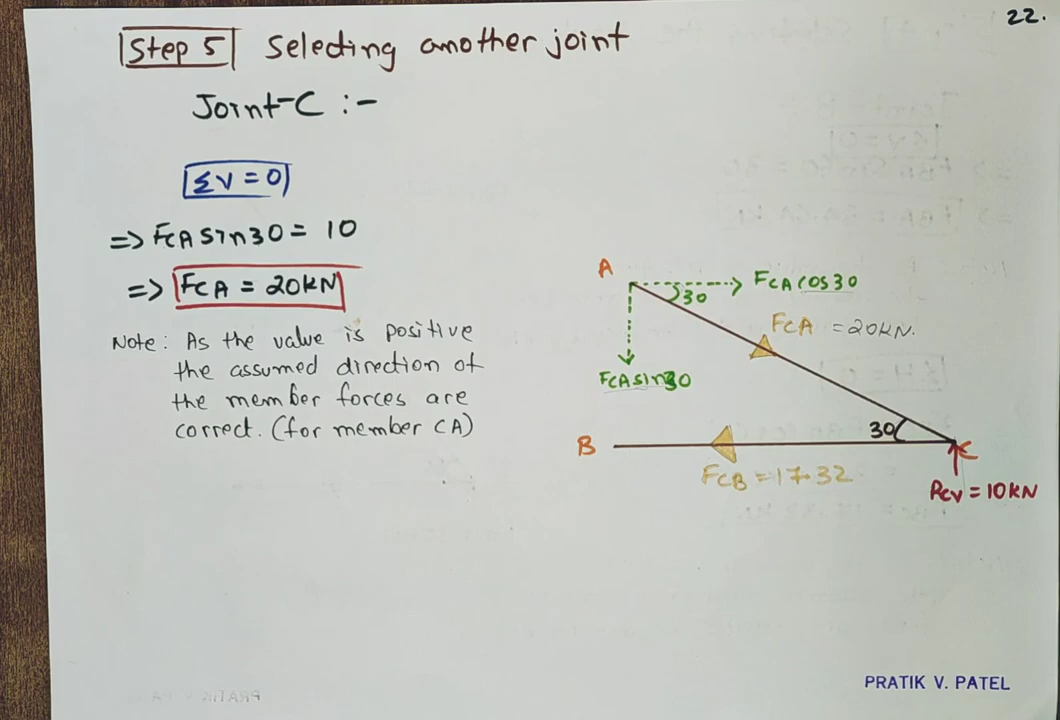 22.
Step 5 Selecting another joint
Joint-C :-
ΣV = 0
=> FCA sin30 = 10
=> FCA = 20kN
Note: As the value is positive
the assumed direction of
the member forces are
correct. (for member CA)
A
30
FCA cos30
FCA = 20kN.
FCA sin30
B
30
C
FCB = 17.32
RCV = 10kN
PRATIK V. PATEL